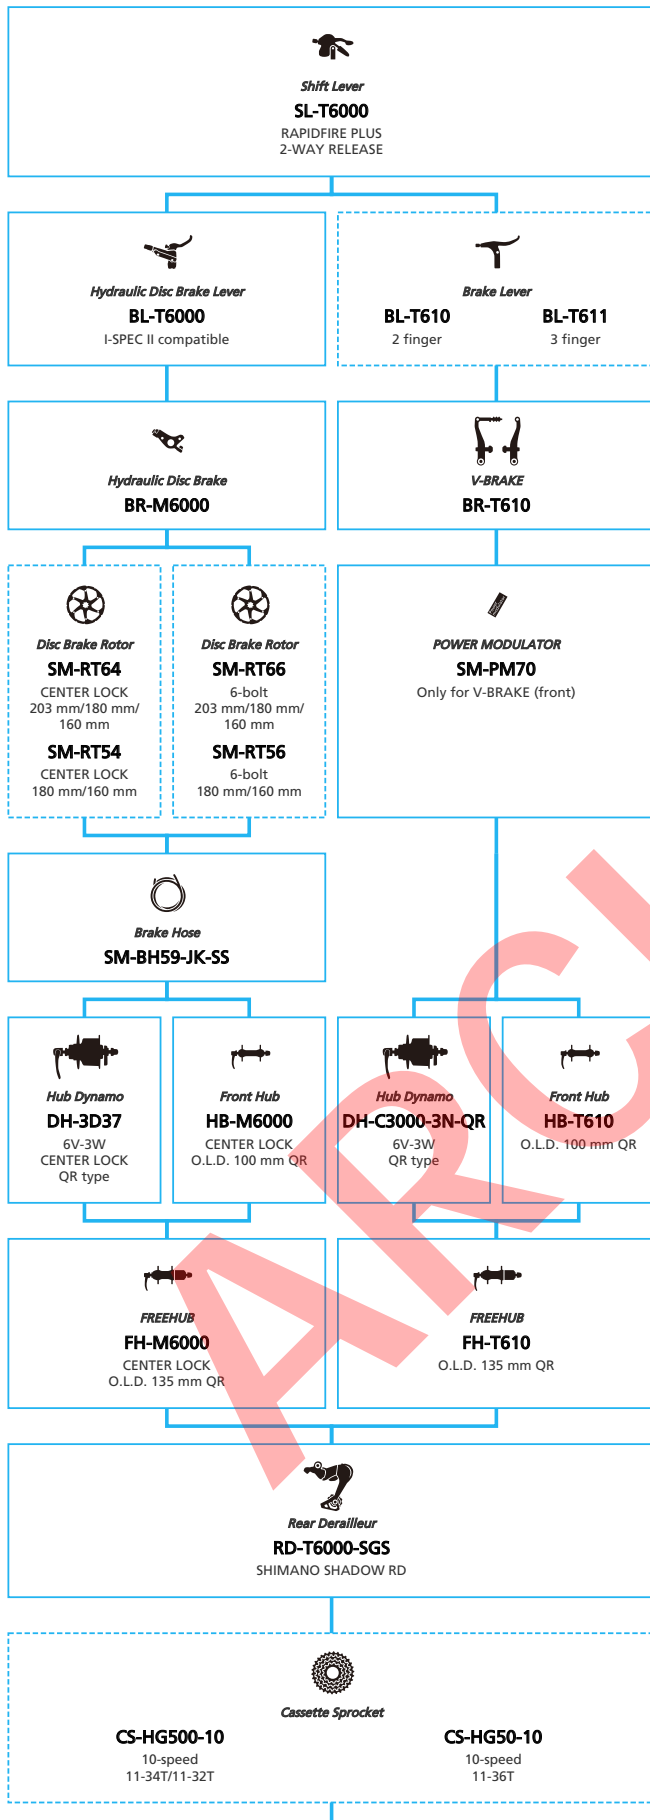 Shift Lever
SL-T6000
RAPIDFIRE PLUS
2-WAY RELEASE
Hydraulic Disc Brake Lever
BL-T6000
I-SPEC II compatible
Brake Lever
BL-T610
2 finger
BL-T611
3 finger
Hydraulic Disc Brake
BR-M6000
V-BRAKE
BR-T610
Disc Brake Rotor
SM-RT64
CENTER LOCK
203 mm/180 mm/
160 mm
SM-RT54
CENTER LOCK
180 mm/160 mm
Disc Brake Rotor
SM-RT66
6-bolt
203 mm/180 mm/
160 mm
SM-RT56
6-bolt
180 mm/160 mm
POWER MODULATOR
SM-PM70
Only for V-BRAKE (front)
Brake Hose
SM-BH59-JK-SS
Hub Dynamo
DH-3D37
6V-3W
CENTER LOCK
QR type
Front Hub
HB-M6000
CENTER LOCK
O.L.D. 100 mm QR
Hub Dynamo
DH-C3000-3N-QR
6V-3W
QR type
Front Hub
HB-T610
O.L.D. 100 mm QR
FREEHUB
FH-M6000
CENTER LOCK
O.L.D. 135 mm QR
FREEHUB
FH-T610
O.L.D. 135 mm QR
Rear Derailleur
RD-T6000-SGS
SHIMANO SHADOW RD
Cassette Sprocket
CS-HG500-10
10-speed
11-34T/11-32T
CS-HG50-10
10-speed
11-36T